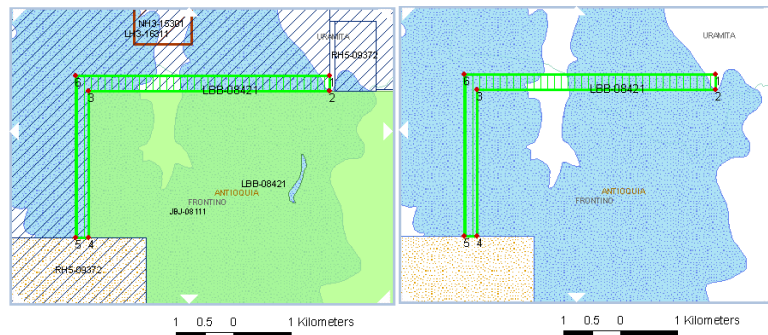 NH3-15301
LH3-16311
URAMITA
RH5-09372
6
1
3
LBB-08421
2
LBB-08421
ANTIOQUIA
FRONTINO
JBJ-08111
5
4
RH5-09372
1 0.5 0 1 Kilometers
URAMITA
6
1
3
LBB-08421
2
ANTIOQUIA
FRONTINO
5
4
1 0.5 0 1 Kilometers